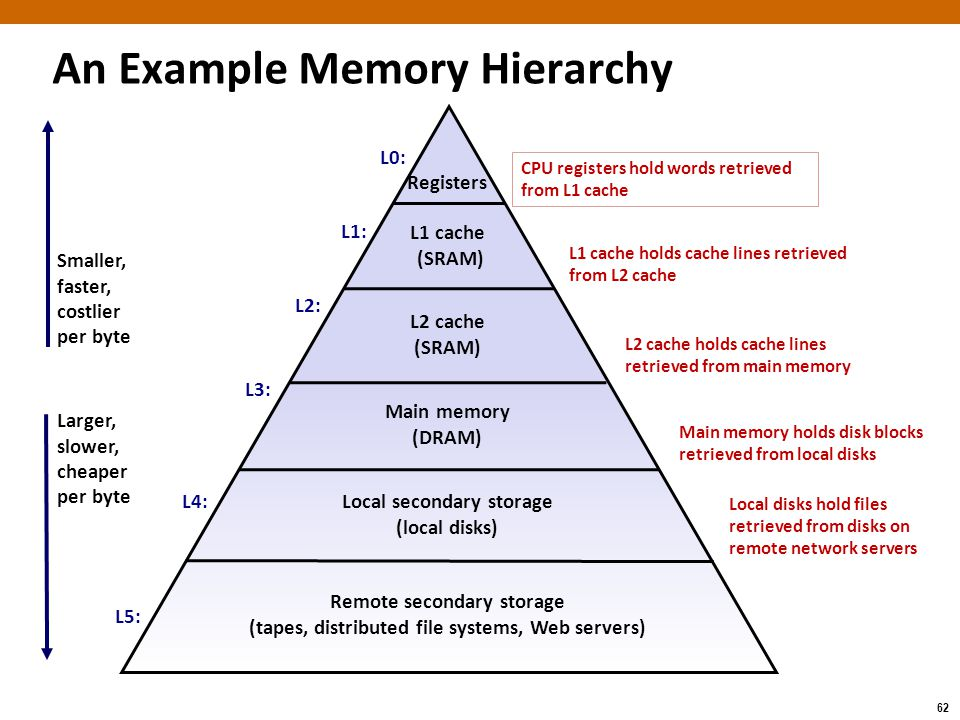 An Example Memory Hierarchy
L0:
Registers
CPU registers hold words retrieved
from L1 cache
L1:
L1 cache
(SRAM)
L1 cache holds cache lines retrieved
from L2 cache
Smaller,
faster,
costlier
per byte
L2:
L2 cache
(SRAM)
L2 cache holds cache lines
retrieved from main memory
L3:
Main memory
(DRAM)
Main memory holds disk blocks
retrieved from local disks
Larger,
slower,
cheaper
per byte
L4:
Local secondary storage
(local disks)
Local disks hold files
retrieved from disks on
remote network servers
L5:
Remote secondary storage
(tapes, distributed file systems, Web servers)
62